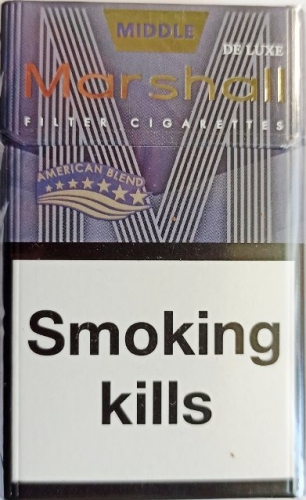 MIDDLE
DE LUXE
Marshall
FILTER CIGARETTES
AMERICAN BLEND
Smoking
kills